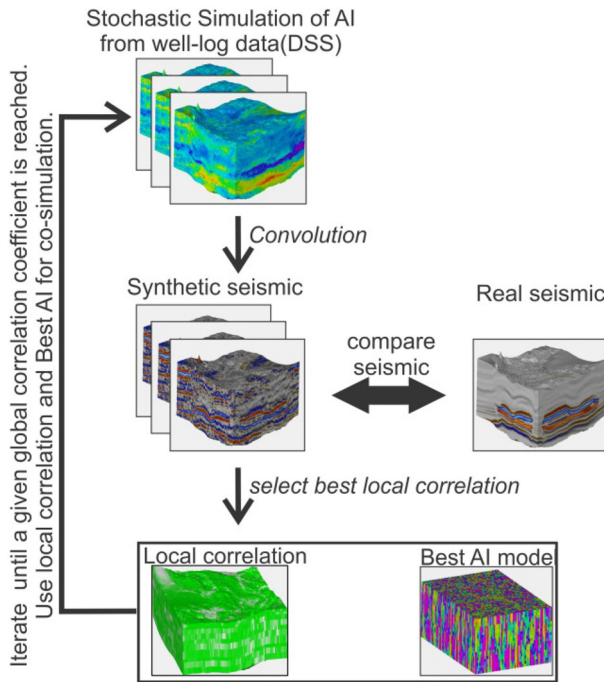 Stochastic Simulation of AI
from well-log data(DSS)
Iterate until a given global correlation coefficient is reached.
Use local correlation and Best AI for co-simulation.
Convolution
Synthetic seismic
Real seismic
compare
seismic
select best local correlation
Local correlation
Best AI model